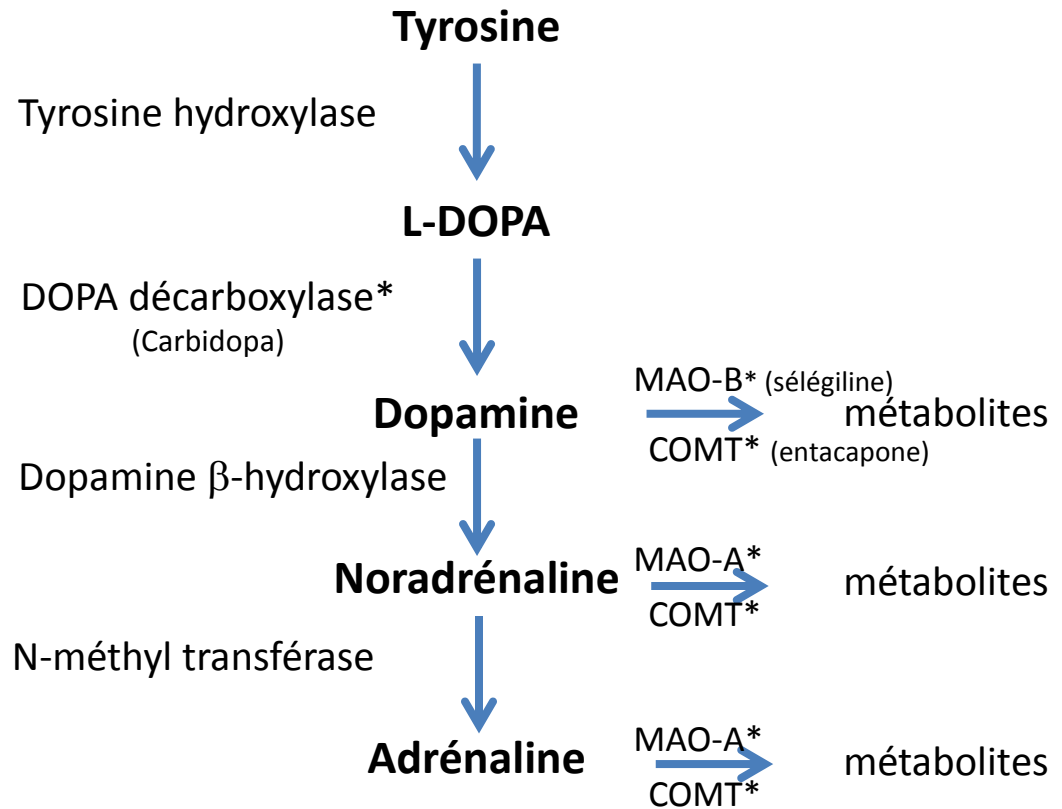 Tyrosine
Tyrosine hydroxylase
L-DOPA
DOPA décarboxylase*
(Carbidopa)
MAO-B* (sélégiline)
Dopamine
métabolites
COMT* (entacapone)
Dopamine β-hydroxylase
MAO-A*
Noradrénaline
métabolites
COMT*
N-méthyl transférase
MAO-A*
Adrénaline
métabolites
COMT*